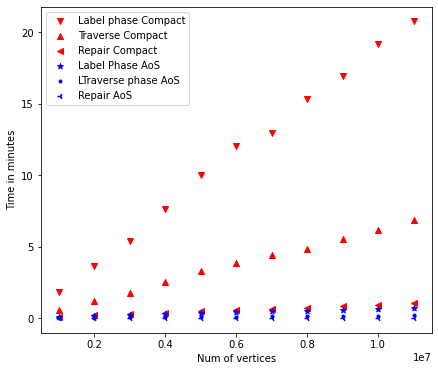 Label phase Compact
Traverse Compact
Repair Compact
Label Phase AoS
LTraverse phase AoS
Repair AoS
20
15
10
5
0
Time in minutes
0.2 0.4 0.6 0.8 1.0
1e7
Num of vertices